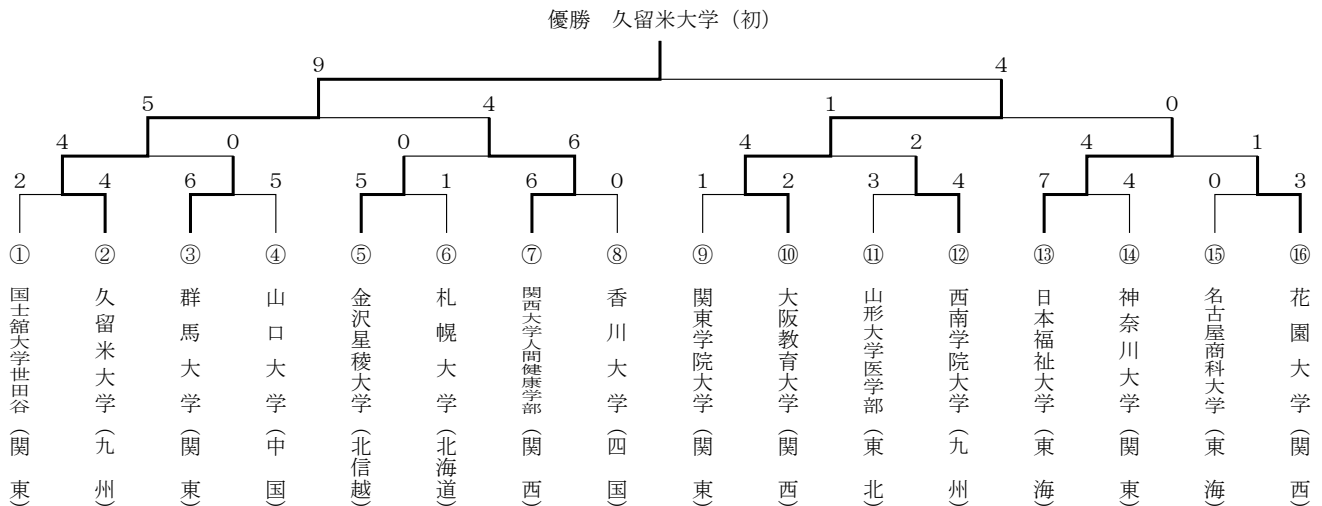 優勝 久留米大学（初）
9 4
5 4 1 0
4 0 0 6 4 2 4 1
2 4 6 5 5 1 6 0 1 2 3 4 7 4 0 3
① ② ③ ④ ⑤ ⑥ ⑦ ⑧ ⑨ ⑩ ⑪ ⑫ ⑬ ⑭ ⑮ ⑯
国士舘大学世田谷（関東）
久留米大学（九州）
群馬大学（関東）
山口大学（中国）
金沢星稜大学（北信越）
札幌大学（北海道）
関西大学人間健康学部（関西）
香川大学（四国）
関東学院大学（関東）
大阪教育大学（関西）
山形大学医学部（東北）
西南学院大学（九州）
日本福祉大学（東海）
神奈川大学（関東）
名古屋商科大学（東海）
花園大学（関西）